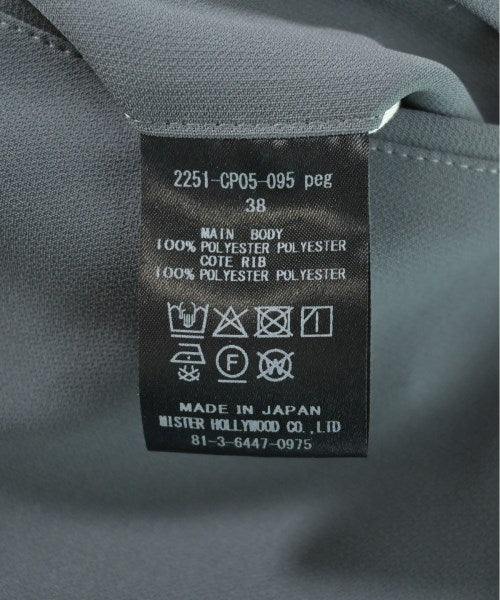 2251-CP05-095 peg
38
MAIN BODY
100% POLYESTER POLYESTER
COTE RIB
100% POLYESTER POLYESTER
F W
MADE IN JAPAN
MISTER HOLLYWOOD CO.,LTD
81-3-6447-0975